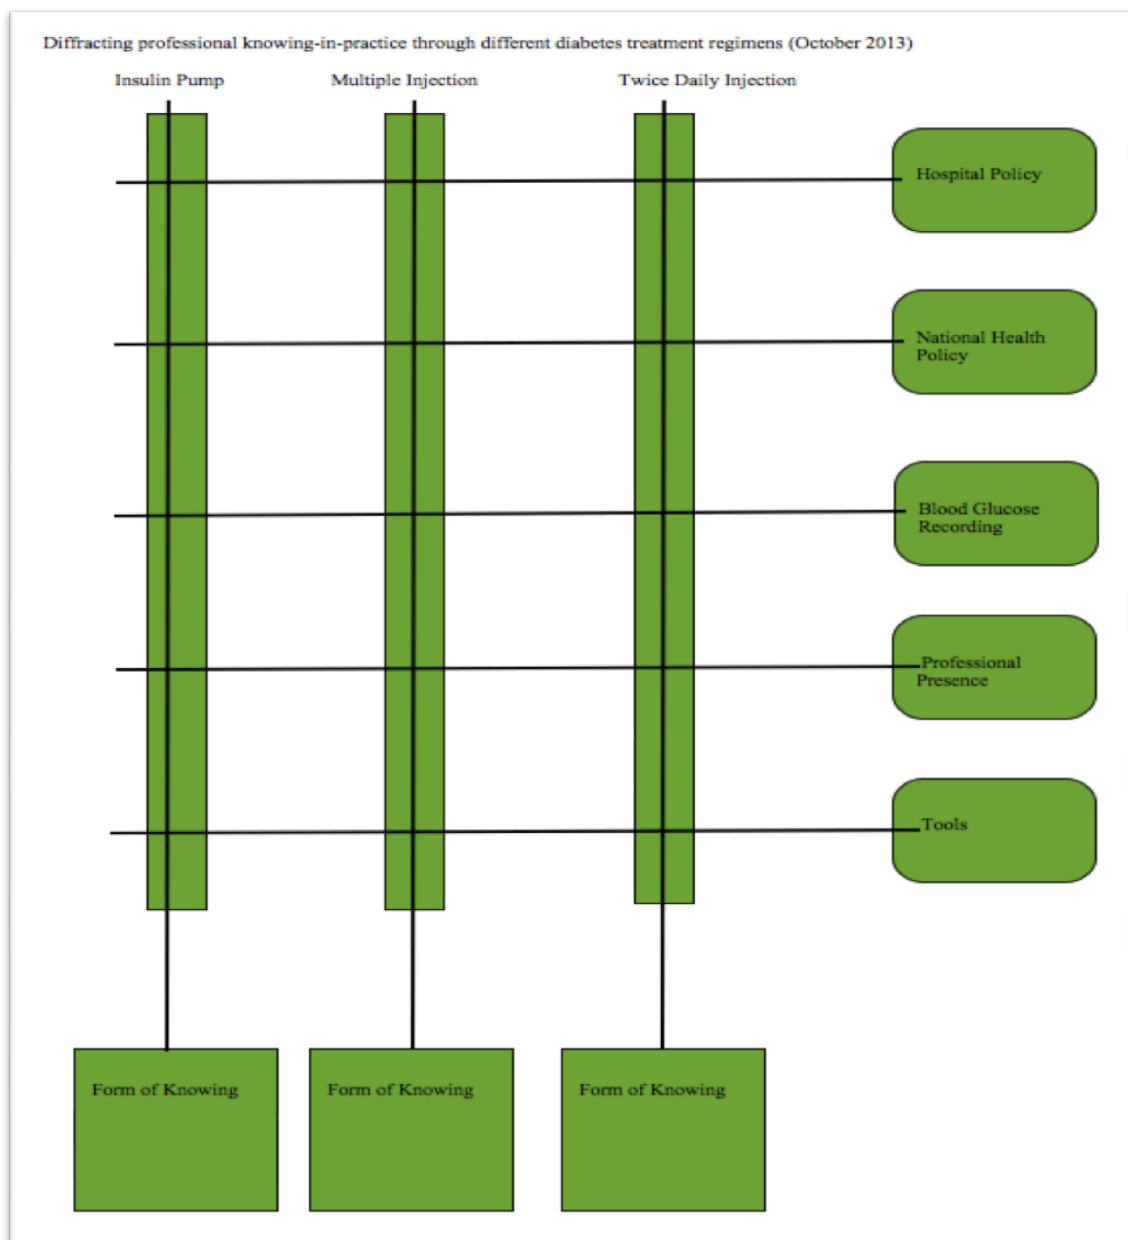 Diffracting professional knowing-in-practice through different diabetes treatment regimens (October 2013)
Insulin Pump
Multiple Injection
Twice Daily Injection
Hospital Policy
National Health
Policy
Blood Glucose
Recording
Professional
Presence
Tools
Form of Knowing
Form of Knowing
Form of Knowing